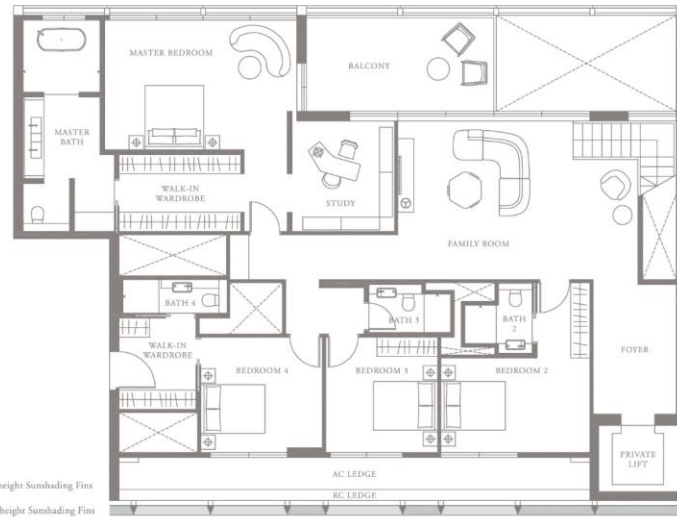 MASTER BEDROOM
BALCONY
MASTER
BATH
WALK-IN
WARDROBE
STUDY
FAMILY ROOM
BATH 4
BATH 3
BATH
2
WALK-IN
WARDROBE
FOYER
BEDROOM 4
BEDROOM 3
BEDROOM 2
PRIVATE
LIFT
AC LEDGE
height Sunshading Fins
RC LEDGE
height Sunshading Fins